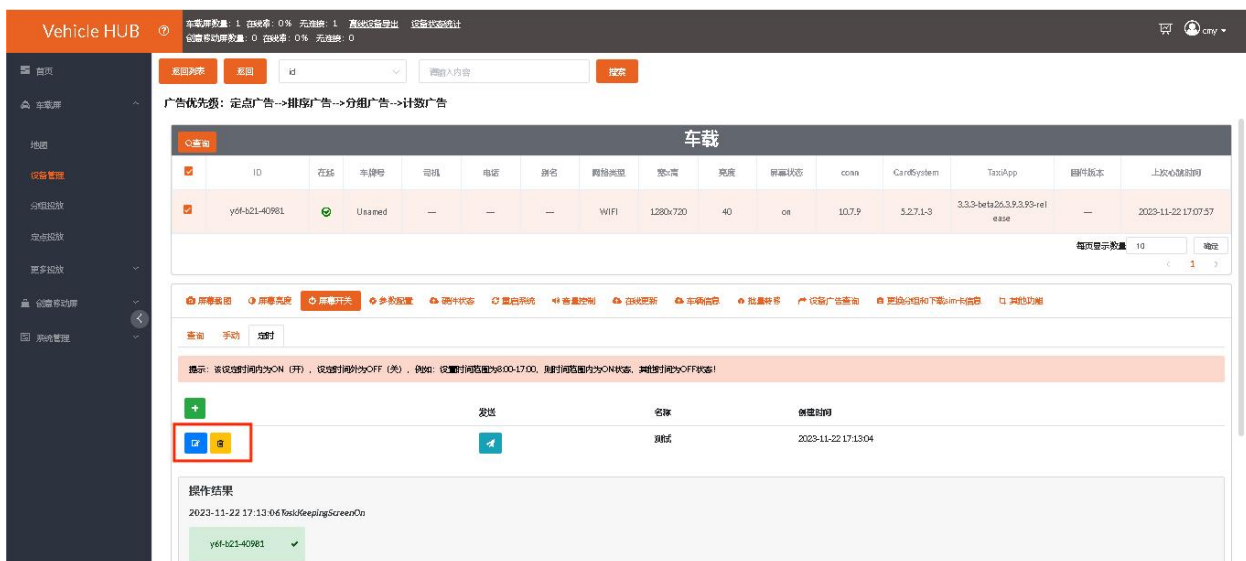 Vehicle HUB
车载屏数量: 1 在线率: 0% 无连接: 1 离线设备导出 设备状态统计
创意移动屏数量: 0 在线率: 0% 无连接: 0
cmy
首页
返回列表 返回 id 请输入内容 搜索
车载屏
广告优先级: 定点广告-->排序广告-->分组广告-->计数广告
地图
查询 车载
设备管理
ID 在线 车牌号 司机 电话 别名 网络类型 宽x高 亮度 屏幕状态 conn CardSystem TaxiApp 固件版本 上次心跳时间
分组投放
y6f-b21-40981 Unamed — — — WIFI 1280x720 40 on 10.7.9 5.2.7.1-3 3.3.3-beta26.3.9.3.93-release — 2023-11-22 17:07:57
定点投放
每页显示数量 10 确定
更多投放
1
创意移动屏
屏幕截图 屏幕亮度 屏幕开关 参数配置 硬件状态 重启系统 音量控制 在线更新 车辆信息 批量转移 设备广告查询 更换分组和下载sim卡信息 其他功能
系统管理
查询 手动 定时
提示: 该设定时间内为ON (开) , 设定时间外为OFF (关) , 例如: 设置时间范围为8:00-17:00, 则时间范围内为ON状态, 其他时间为OFF状态!
发送 名称 创建时间
测试 2023-11-22 17:13:04
操作结果
2023-11-22 17:13:06 TaskKeepingScreenOn
y6f-b21-40981